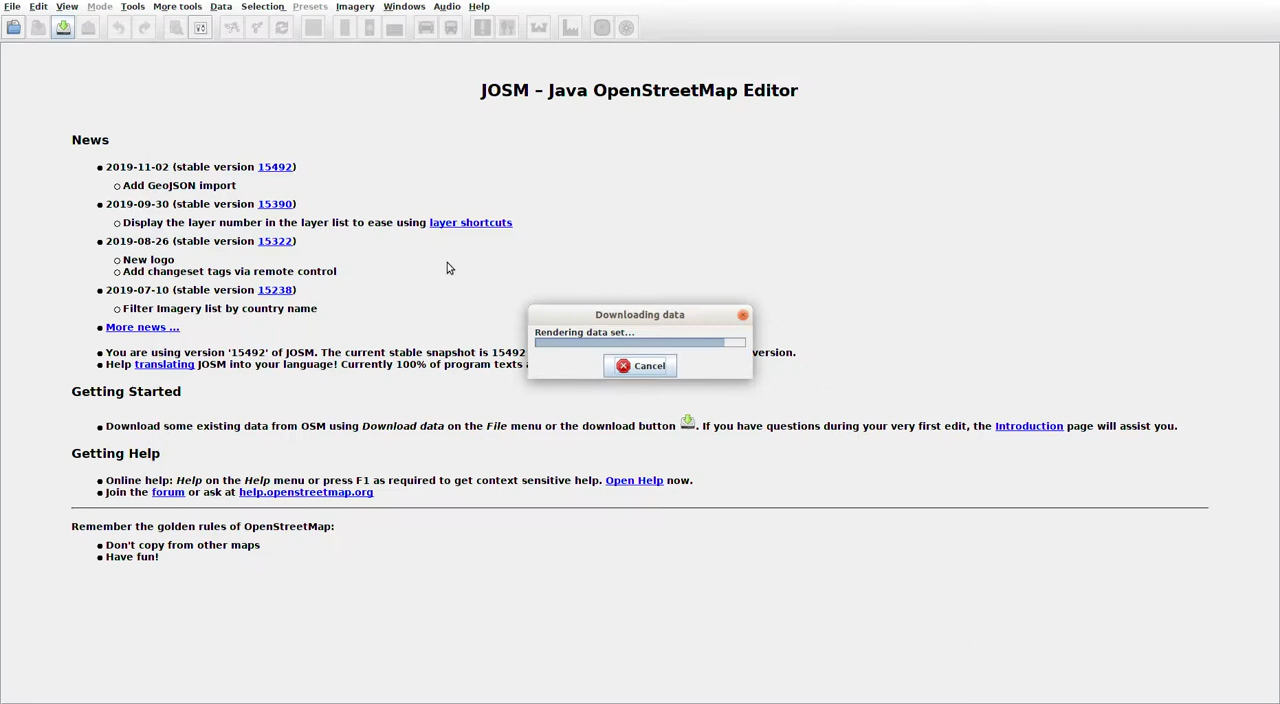 File Edit View Mode Tools More tools Data Selection Presets Imagery Windows Audio Help
JOSM – Java OpenStreetMap Editor
News
2019-11-02 (stable version 15492)
Add GeoJSON import
2019-09-30 (stable version 15390)
Display the layer number in the layer list to ease using layer shortcuts
2019-08-26 (stable version 15322)
New logo
Add changeset tags via remote control
2019-07-10 (stable version 15238)
Filter Imagery list by country name
More news ...
Downloading data
Rendering data set...
Cancel
You are using version '15492' of JOSM. The current stable snapshot is 15492 version.
Help translating JOSM into your language! Currently 100% of program texts
Getting Started
Download some existing data from OSM using Download data on the File menu or the download button . If you have questions during your very first edit, the Introduction page will assist you.
Getting Help
Online help: Help on the Help menu or press F1 as required to get context sensitive help. Open Help now.
Join the forum or ask at help.openstreetmap.org
Remember the golden rules of OpenStreetMap:
Don't copy from other maps
Have fun!